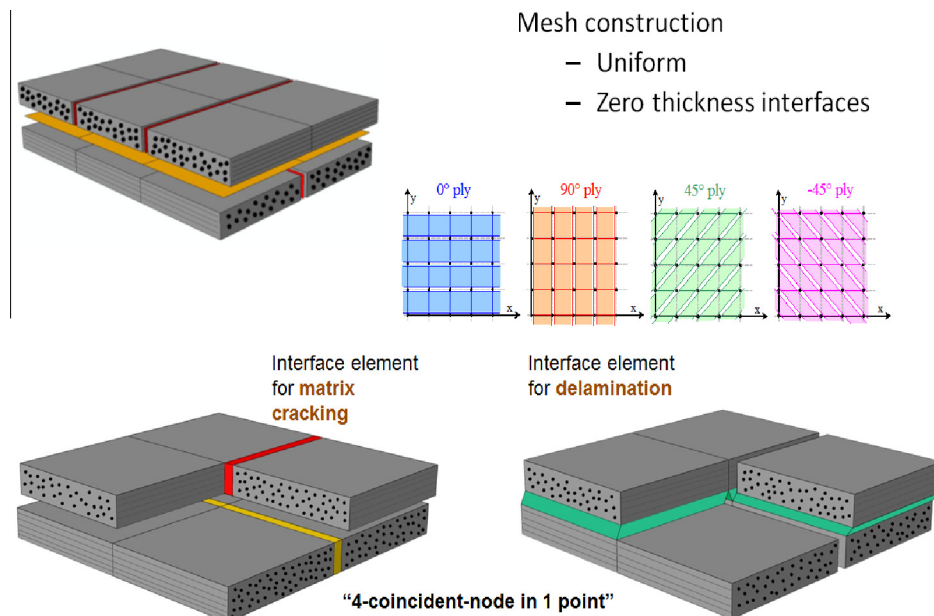 Mesh construction
– Uniform
– Zero thickness interfaces
0° ply
90° ply
45° ply
-45° ply
y
y
y
y
x
x
x
x
Interface element
for matrix
cracking
Interface element
for delamination
“4-coincident-node in 1 point”